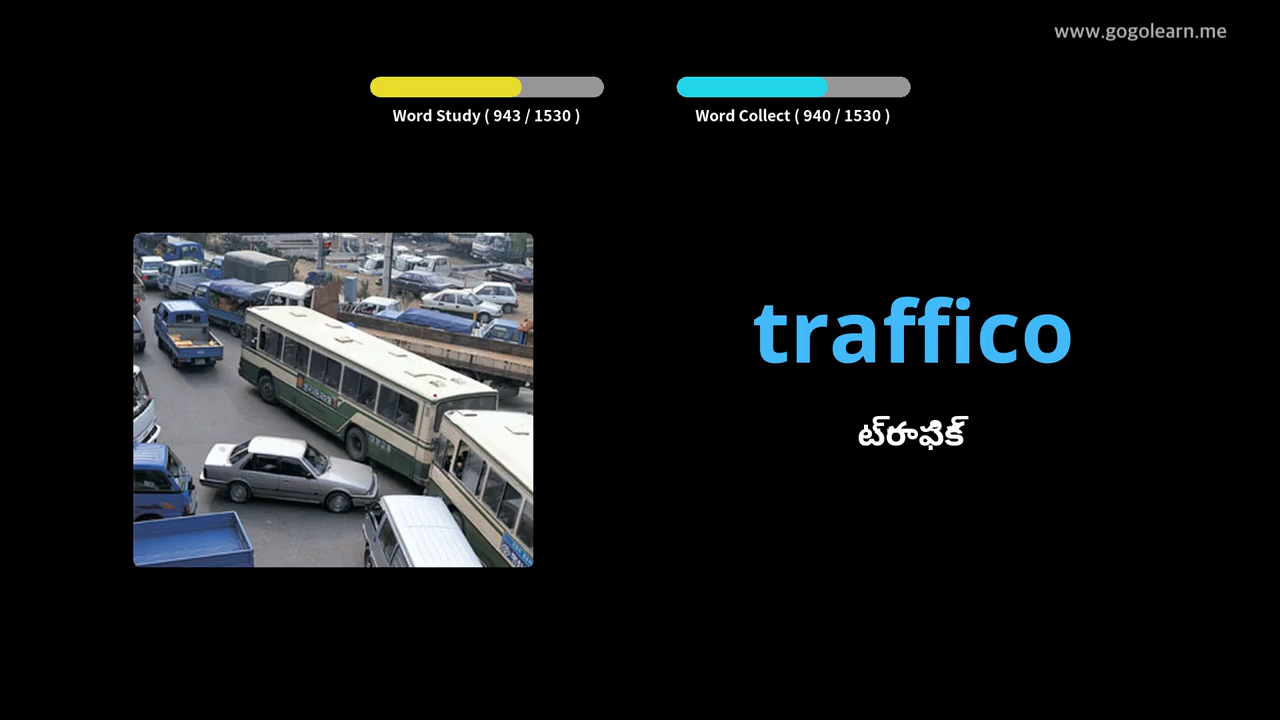 www.gogolearn.me
Word Study ( 943 / 1530 )
Word Collect ( 940 / 1530 )
traffico
ట్‌రాఫిక్